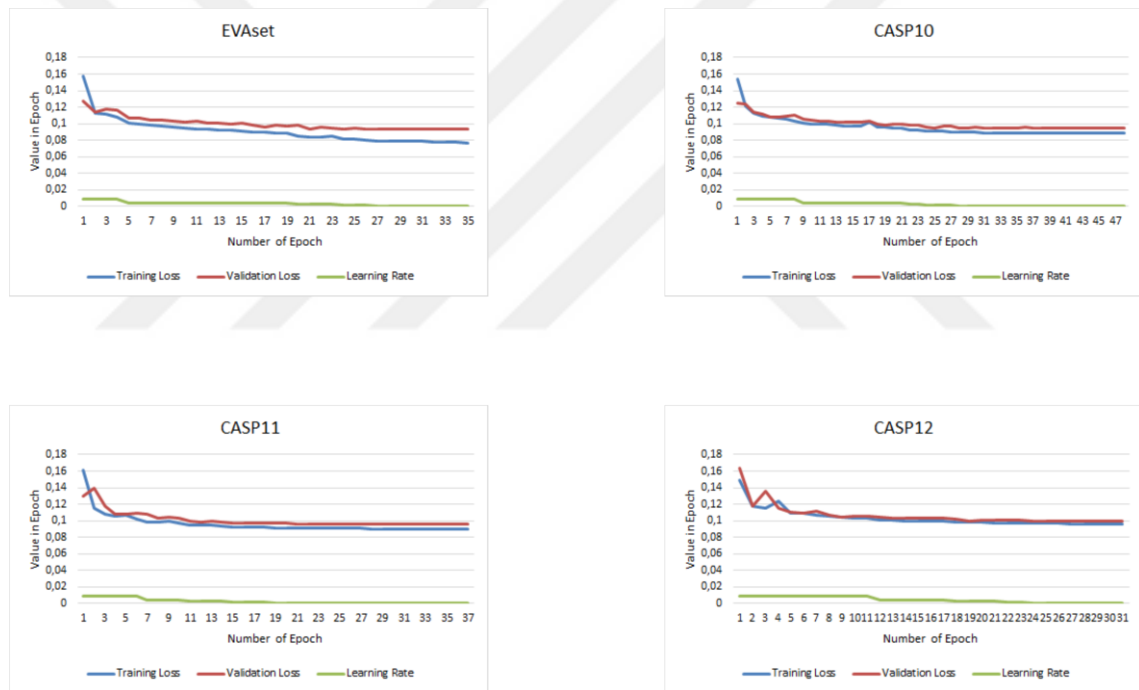 EVAset
0,18
0,16
0,14
0,12
0,1
0,08
0,06
0,04
0,02
0
Value in Epoch
1 3 5 7 9 11 13 15 17 19 21 23 25 27 29 31 33 35
Number of Epoch
Training Loss Validation Loss Learning Rate
CASP10
0,18
0,16
0,14
0,12
0,1
0,08
0,06
0,04
0,02
0
Value in Epoch
1 3 5 7 9 11 13 15 17 19 21 23 25 27 29 31 33 35 37 39 41 43 45 47
Number of Epoch
Training Loss Validation Loss Learning Rate
CASP11
0,18
0,16
0,14
0,12
0,1
0,08
0,06
0,04
0,02
0
Value in Epoch
1 3 5 7 9 11 13 15 17 19 21 23 25 27 29 31 33 35 37
Number of Epoch
Training Loss Validation Loss Learning Rate
CASP12
0,18
0,16
0,14
0,12
0,1
0,08
0,06
0,04
0,02
0
Value in Epoch
1 2 3 4 5 6 7 8 9 10 11 12 13 14 15 16 17 18 19 20 21 22 23 24 25 26 27 28 29 30 31
Number of Epoch
Training Loss Validation Loss Learning Rate